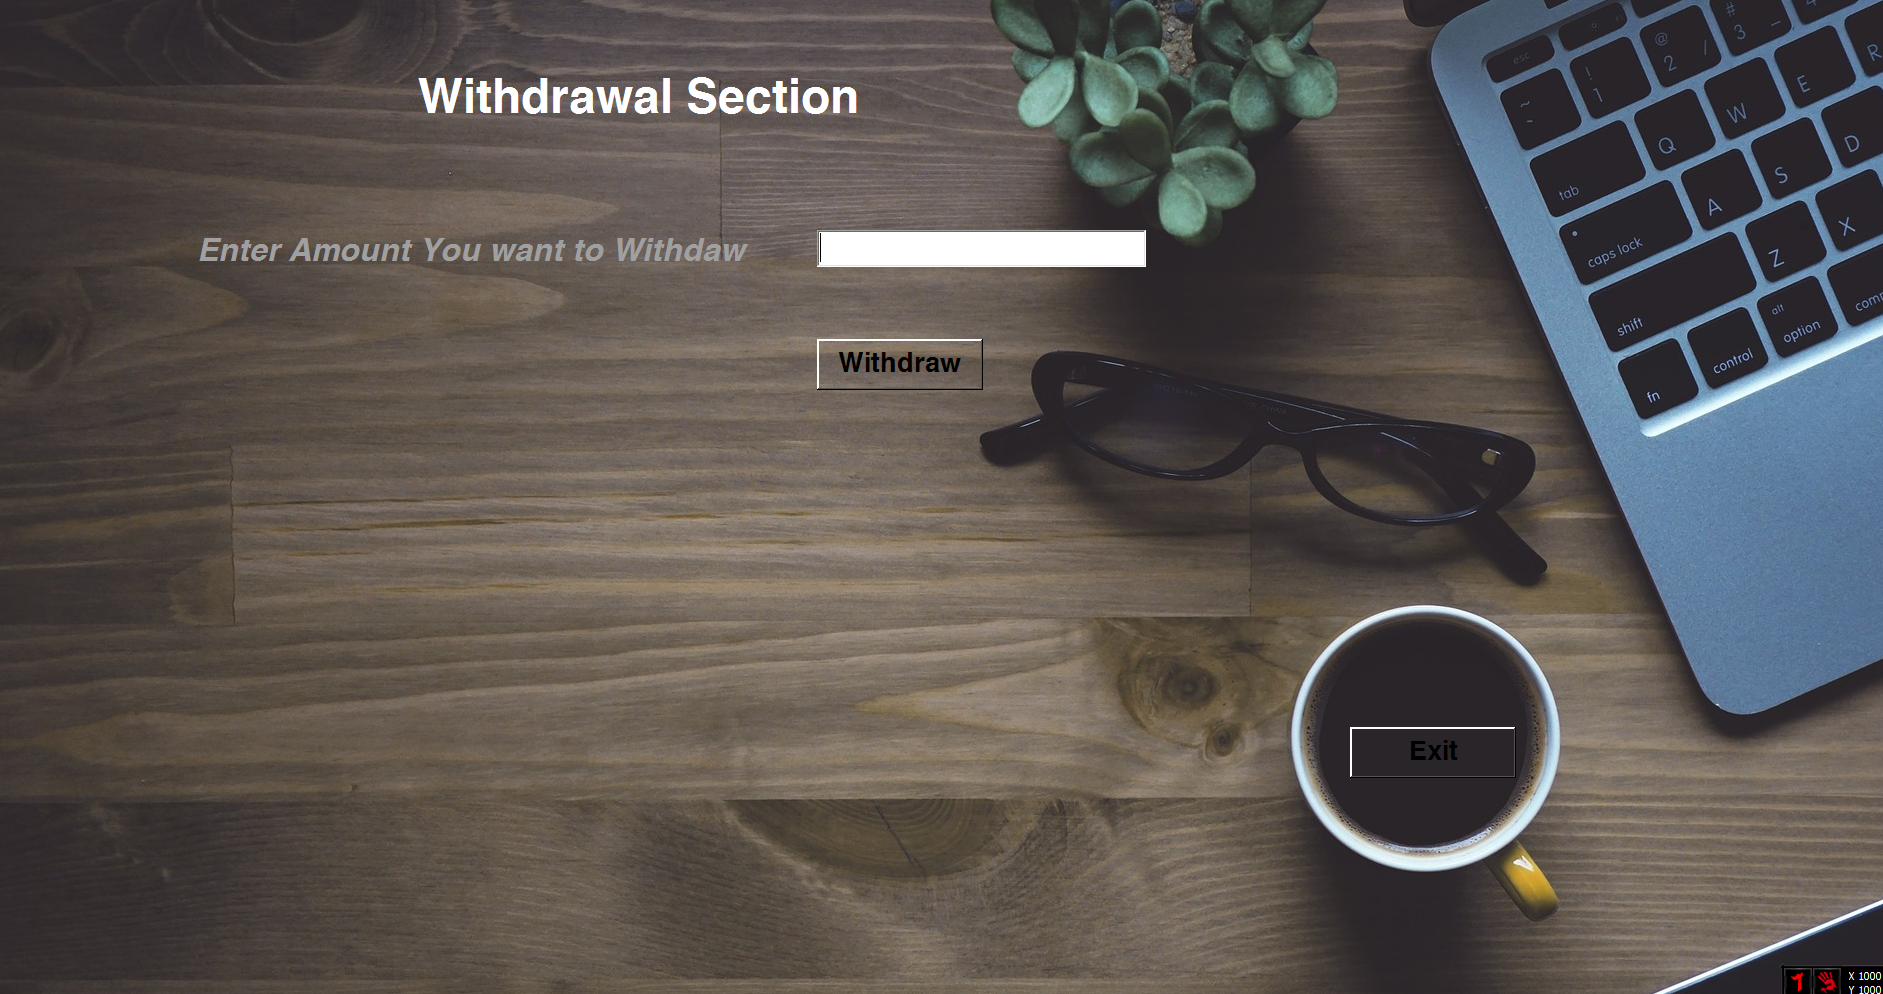 Withdrawal Section
Enter Amount You want to Withdaw
Withdraw
Exit
esc
~ -
! 1
@ 2 /
# 3 _
tab
Q
W
E
R
caps lock
A
S
D
shift
Z
X
fn
control
alt option
X 1000
Y 1000